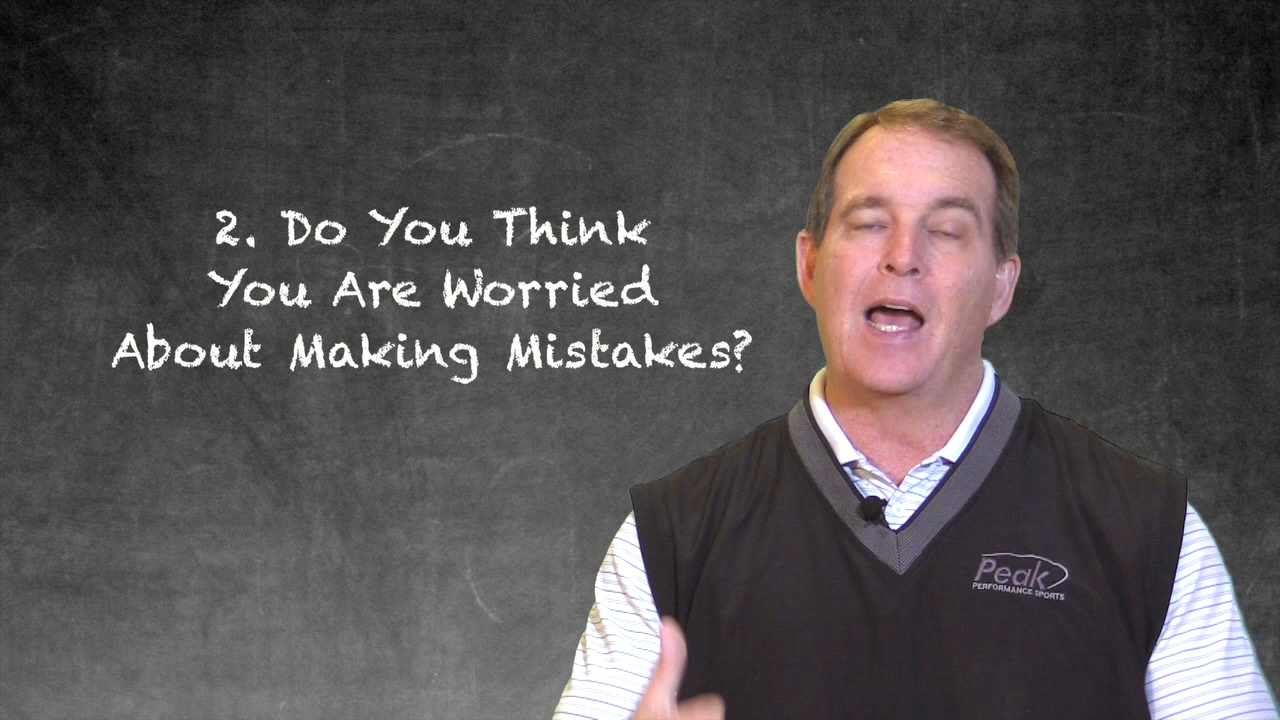 2. Do You Think
You Are Worried
About Making Mistakes?
Peak
PERFORMANCE SPORTS